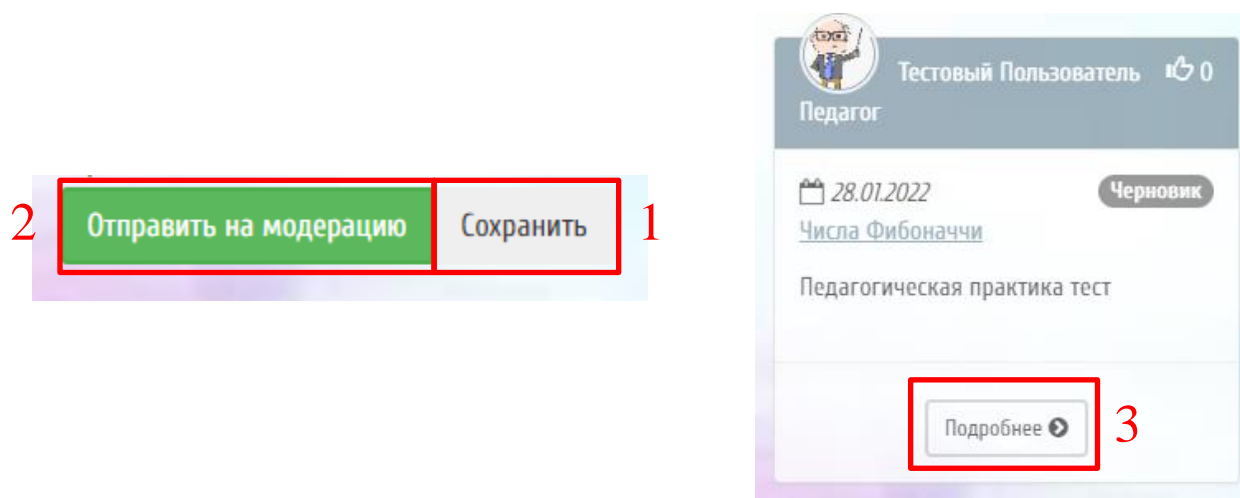 2 Отправить на модерацию Сохранить 1
Тестовый Пользователь 0
Педагог
28.01.2022 Черновик
Числа Фибоначчи
Педагогическая практика тест
Подробнее 3